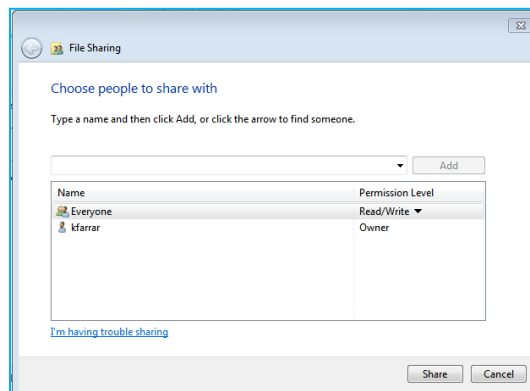 File Sharing
Choose people to share with
Type a name and then click Add, or click the arrow to find someone.
Add
Name Permission Level
Everyone Read/Write
kfarrar Owner
I'm having trouble sharing
Share Cancel